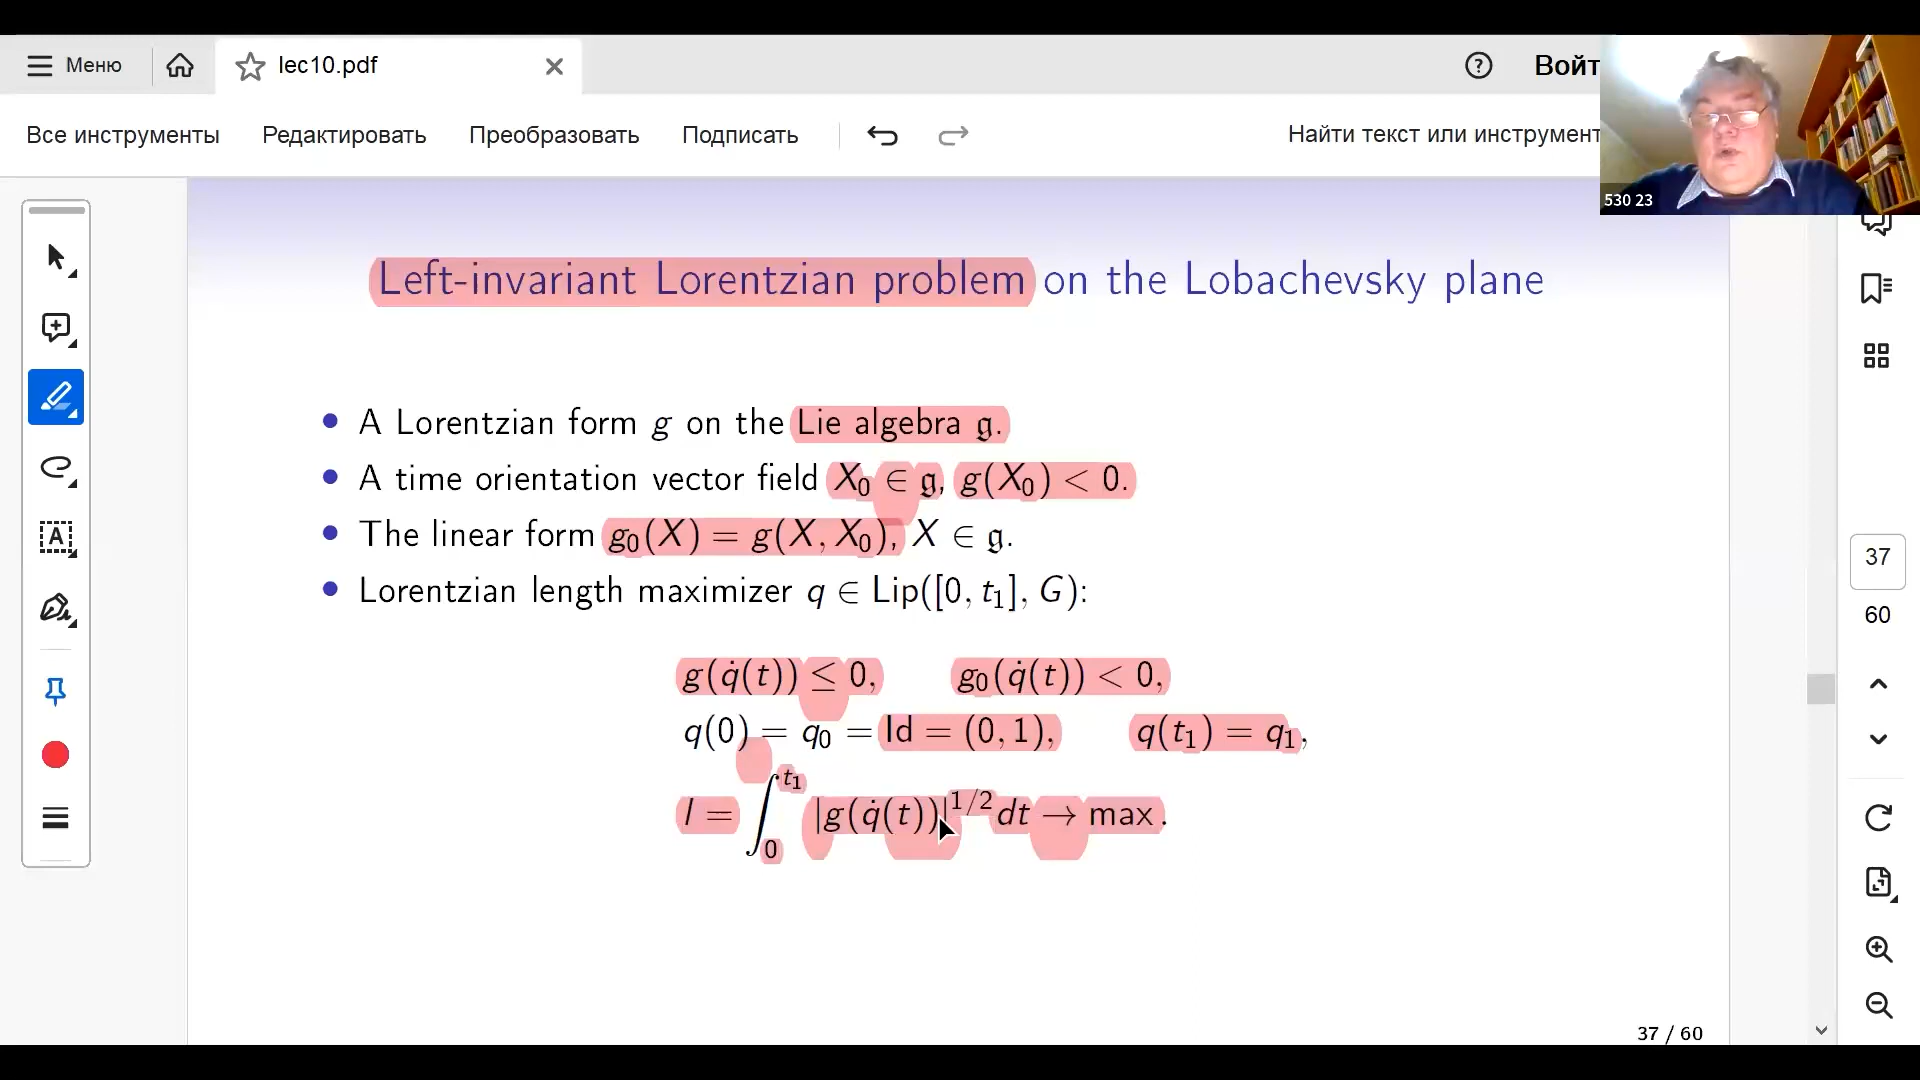 Меню
lec10.pdf
Войт
Все инструменты Редактировать Преобразовать Подписать
Найти текст или инструмент
530 23
Left-invariant Lorentzian problem on the Lobachevsky plane
• A Lorentzian form g on the Lie algebra 𝔤.
• A time orientation vector field X₀ ∈ 𝔤, g(X₀) < 0.
• The linear form g₀(X) = g(X, X₀), X ∈ 𝔤.
• Lorentzian length maximizer q ∈ Lip([0, t₁], G):
g(q̇(t)) ≤ 0, g₀(q̇(t)) < 0,
q(0) = q₀ = Id = (0, 1), q(t₁) = q₁,
l = ∫₀^{t₁} |g(q̇(t))|^{1/2} dt → max.
37
60
37 / 60